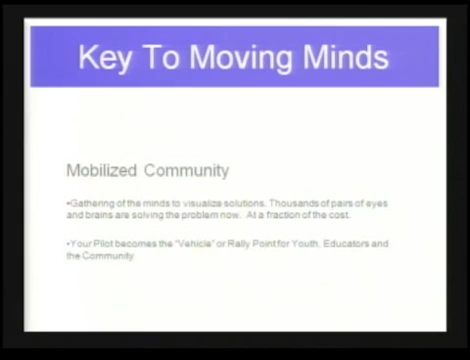 Key To Moving Minds
Mobilized Community
•Gathering of the minds to visualize solutions. Thousands of pairs of eyes
and brains are solving the problem now. At a fraction of the cost.
•Your Pilot becomes the "Vehicle" or Rally Point for Youth, Educators and
the Community.